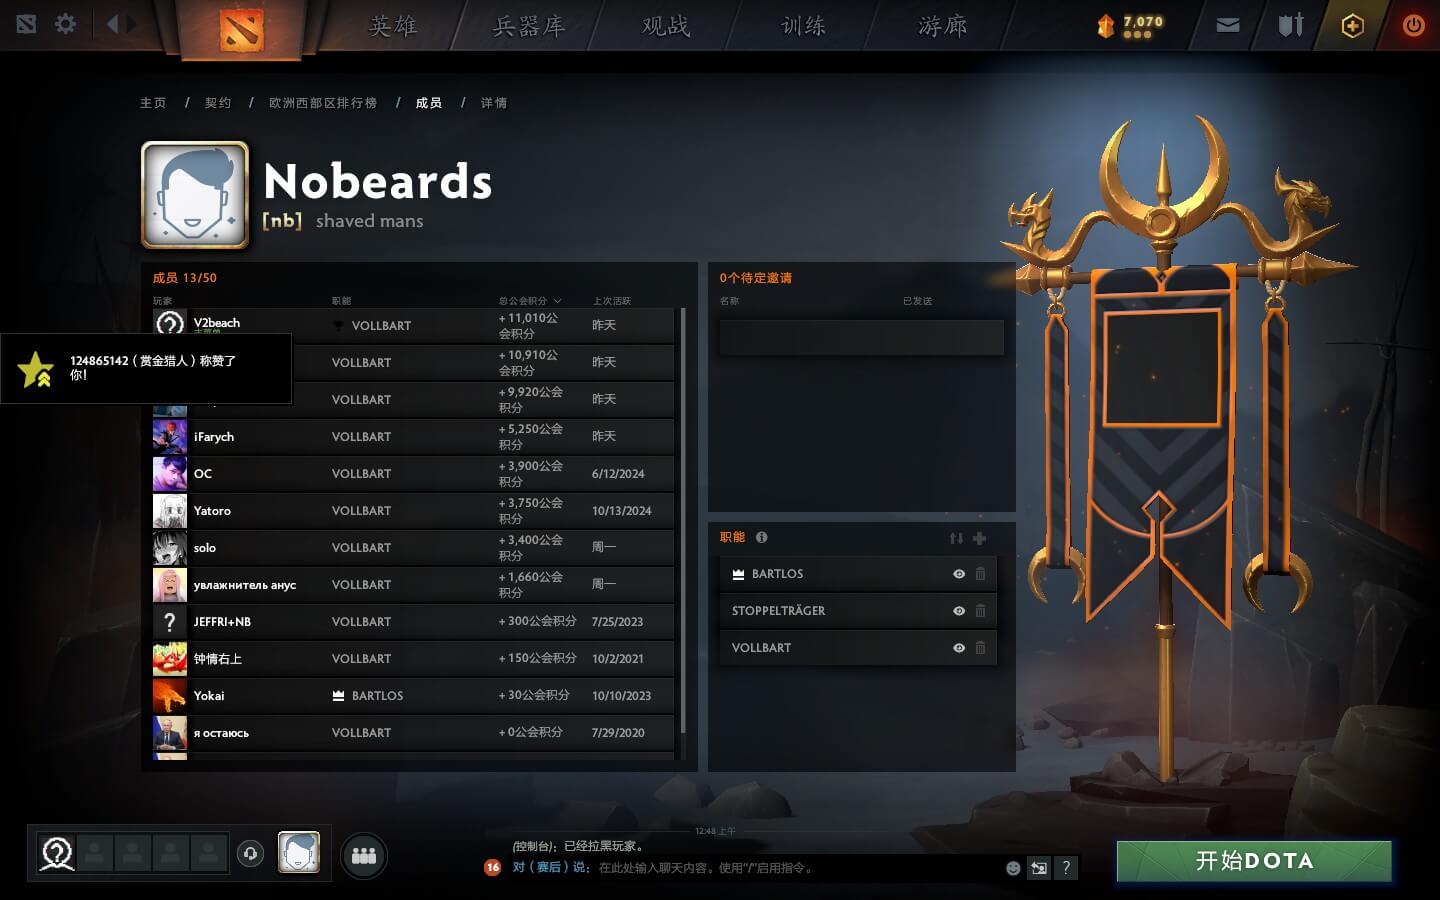 英雄
兵器库
观战
训练
游廊
7,070
主页 / 契约 / 欧洲西部区排行榜 / 成员 / 详情
Nobeards
[nb] shaved mans
成员 13/50
玩家 职能 总公会积分 上次活跃
V2beach VOLLBART +11,010公会积分 昨天
VOLLBART +10,910公会积分 昨天
VOLLBART +9,920公会积分 昨天
iFarych VOLLBART +5,250公会积分 昨天
OC VOLLBART +3,900公会积分 6/12/2024
Yatoro VOLLBART +3,750公会积分 10/13/2024
solo VOLLBART +3,400公会积分 周一
увлажнитель анус VOLLBART +1,660公会积分 周一
JEFFRI+NB VOLLBART +300公会积分 7/25/2023
钟情右上 VOLLBART +150公会积分 10/2/2021
Yokai BARTLOS +30公会积分 10/10/2023
я остаюсь VOLLBART +0公会积分 7/29/2020
124865142（赏金猎人）称赞了
你！
0个待定邀请
名称 已发送
职能
BARTLOS
STOPPELTRÄGER
VOLLBART
12:48 上午
(控制台)：已经拉黑玩家。
16 对（赛后）说：在此处输入聊天内容。使用“/”启用指令。
?
开始DOTA